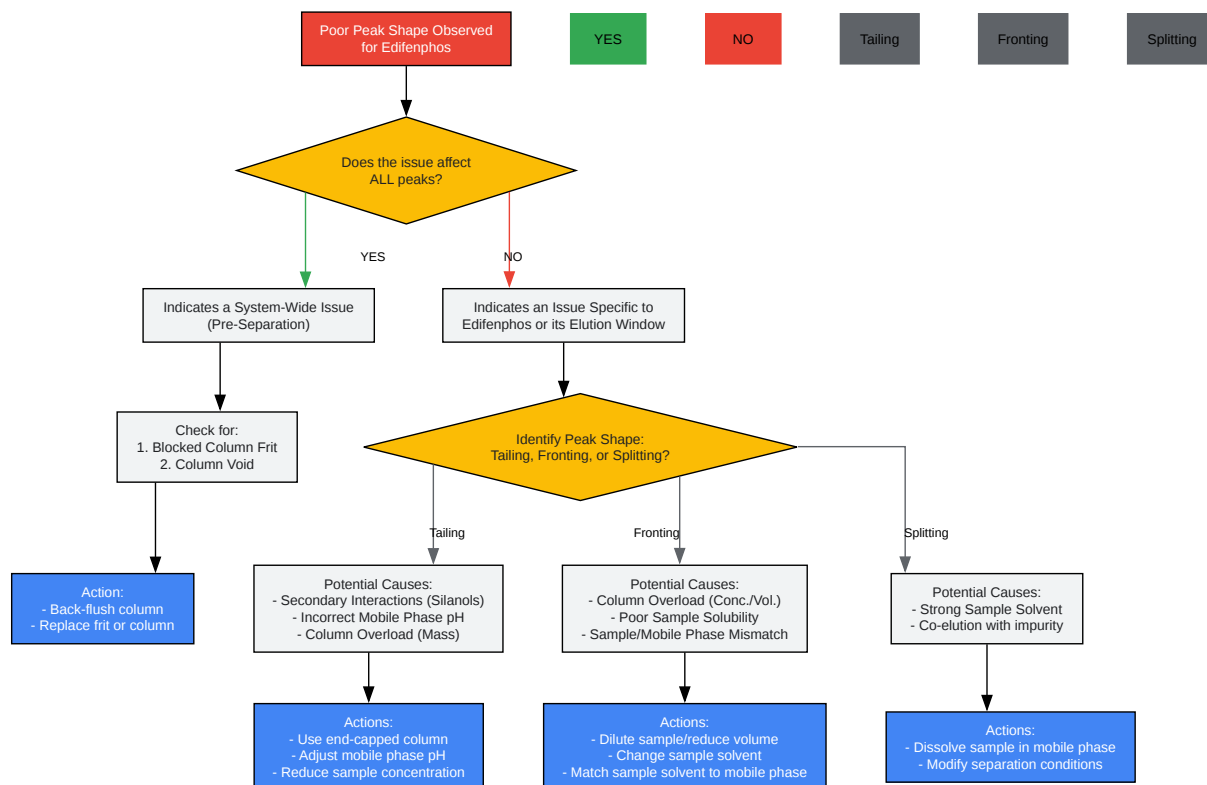 Poor Peak Shape Observed
for Edifenphos
YES
NO
Tailing
Fronting
Splitting
Does the issue affect
ALL peaks?
YES
NO
Indicates a System-Wide Issue
(Pre-Separation)
Indicates an Issue Specific to
Edifenphos or its Elution Window
Check for:
1. Blocked Column Frit
2. Column Void
Identify Peak Shape:
Tailing, Fronting, or Splitting?
Tailing
Fronting
Splitting
Action:
- Back-flush column
- Replace frit or column
Potential Causes:
- Secondary Interactions (Silanols)
- Incorrect Mobile Phase pH
- Column Overload (Mass)
Potential Causes:
- Column Overload (Conc./Vol.)
- Poor Sample Solubility
- Sample/Mobile Phase Mismatch
Potential Causes:
- Strong Sample Solvent
- Co-elution with impurity
Actions:
- Use end-capped column
- Adjust mobile phase pH
- Reduce sample concentration
Actions:
- Dilute sample/reduce volume
- Change sample solvent
- Match sample solvent to mobile phase
Actions:
- Dissolve sample in mobile phase
- Modify separation conditions